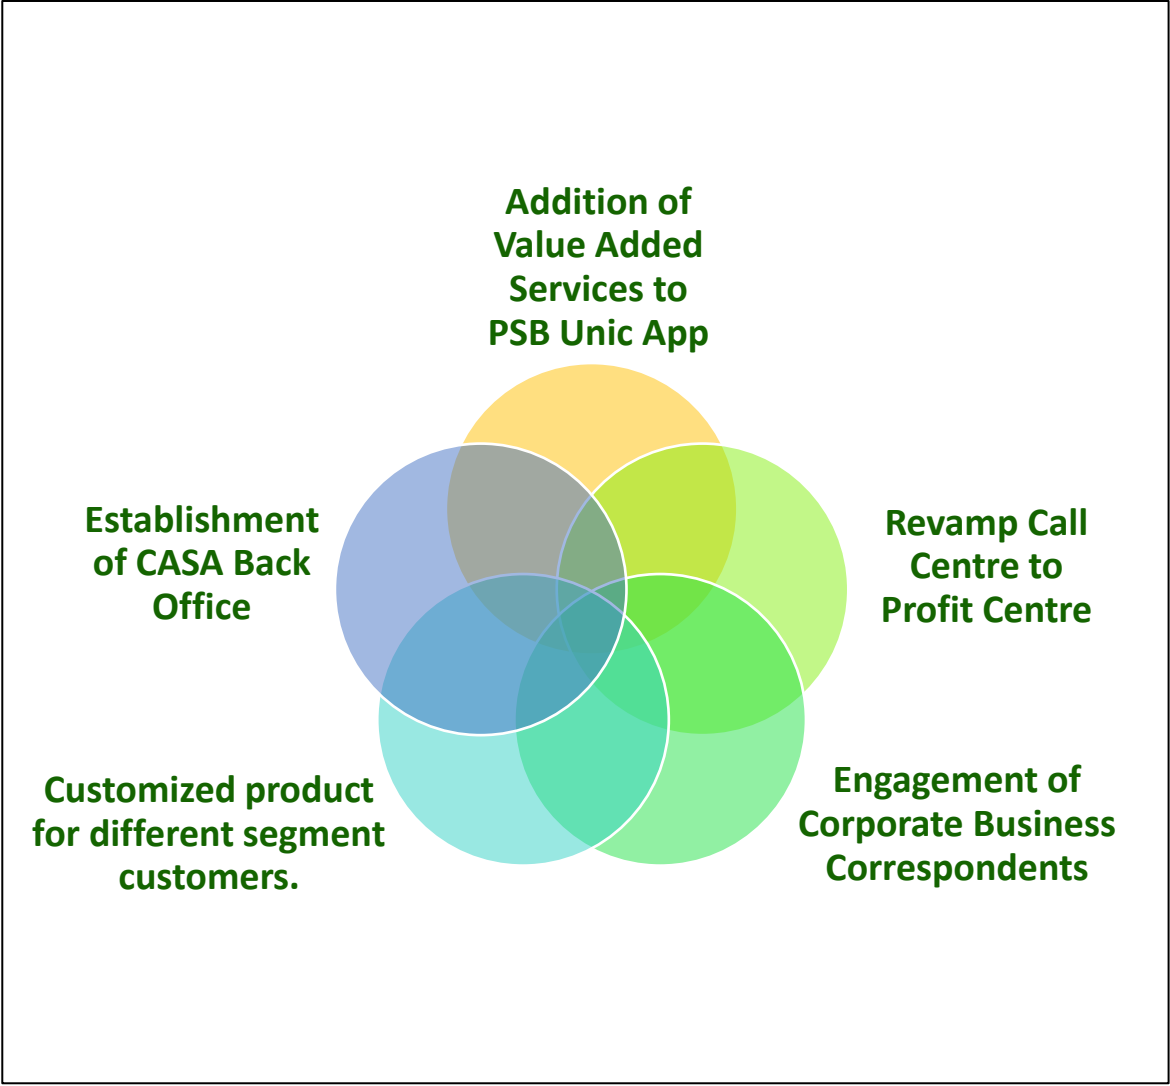 Addition of
Value Added
Services to
PSB Unic App
Establishment
of CASA Back
Office
Revamp Call
Centre to
Profit Centre
Customized product
for different segment
customers.
Engagement of
Corporate Business
Correspondents